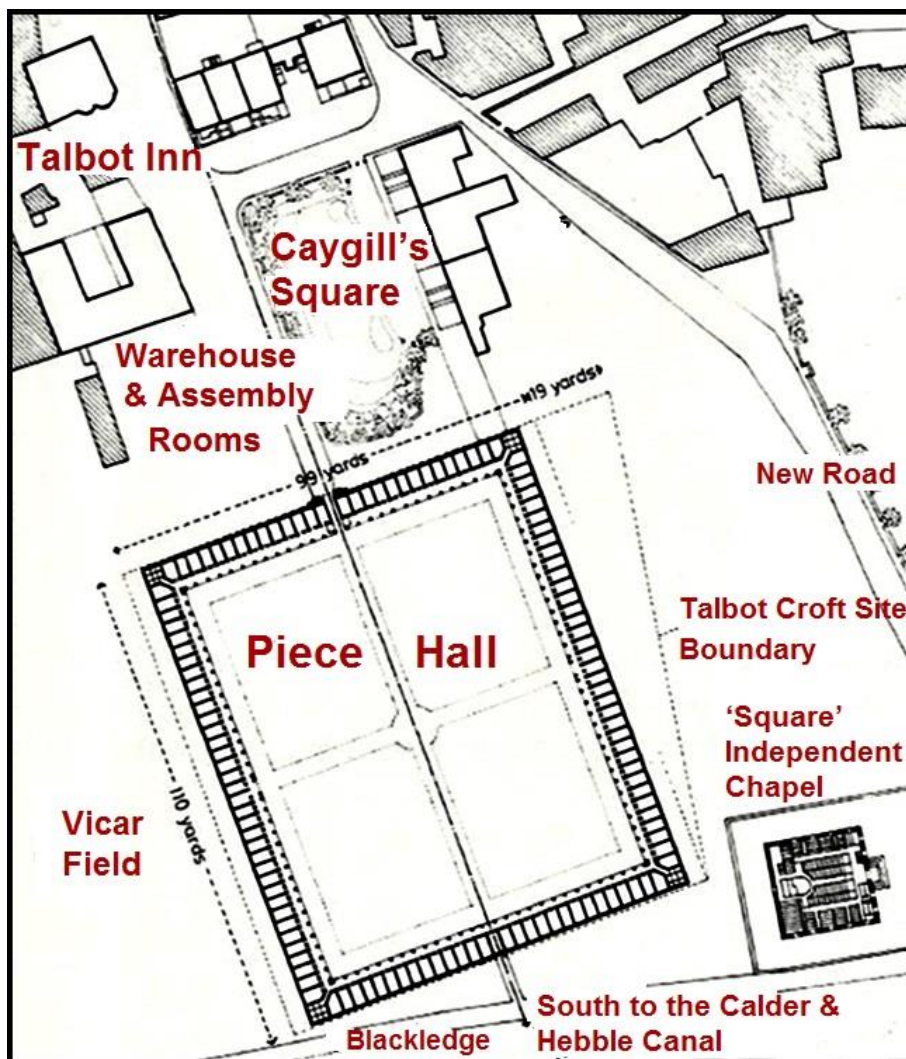 Talbot Inn
Caygill's
Square
Warehouse
& Assembly
Rooms
19 yards
99 yards
New Road
Piece Hall
Talbot Croft Site
Boundary
'Square'
Independent
Chapel
110 yards
Vicar
Field
South to the Calder &
Hebble Canal
Blackledge